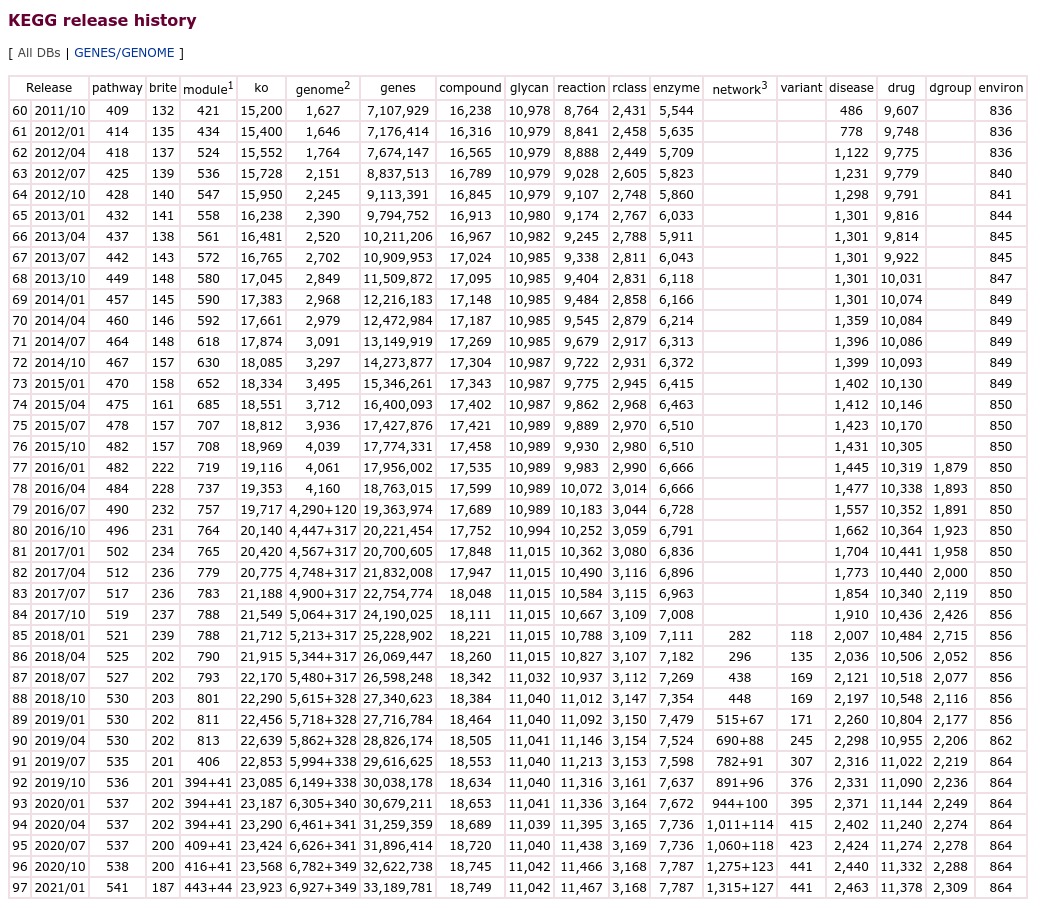 KEGG release history
[ All DBs | GENES/GENOME ]
Release pathway brite module1 ko genome2 genes compound glycan reaction rclass enzyme network3 variant disease drug dgroup environ
60 2011/10 409 132 421 15,200 1,627 7,107,929 16,238 10,978 8,764 2,431 5,544 486 9,607 836
61 2012/01 414 135 434 15,400 1,646 7,176,414 16,316 10,979 8,841 2,458 5,635 778 9,748 836
62 2012/04 418 137 524 15,552 1,764 7,674,147 16,565 10,979 8,888 2,449 5,709 1,122 9,775 836
63 2012/07 425 139 536 15,728 2,151 8,837,513 16,789 10,979 9,028 2,605 5,823 1,231 9,779 840
64 2012/10 428 140 547 15,950 2,245 9,113,391 16,845 10,979 9,107 2,748 5,860 1,298 9,791 841
65 2013/01 432 141 558 16,238 2,390 9,794,752 16,913 10,980 9,174 2,767 6,033 1,301 9,816 844
66 2013/04 437 138 561 16,481 2,520 10,211,206 16,967 10,982 9,245 2,788 5,911 1,301 9,814 845
67 2013/07 442 143 572 16,765 2,702 10,909,953 17,024 10,985 9,338 2,811 6,043 1,301 9,922 845
68 2013/10 449 148 580 17,045 2,849 11,509,872 17,095 10,985 9,404 2,831 6,118 1,301 10,031 847
69 2014/01 457 145 590 17,383 2,968 12,216,183 17,148 10,985 9,484 2,858 6,166 1,301 10,074 849
70 2014/04 460 146 592 17,661 2,979 12,472,984 17,187 10,985 9,545 2,879 6,214 1,359 10,084 849
71 2014/07 464 148 618 17,874 3,091 13,149,919 17,269 10,985 9,679 2,917 6,313 1,396 10,086 849
72 2014/10 467 157 630 18,085 3,297 14,273,877 17,304 10,987 9,722 2,931 6,372 1,399 10,093 849
73 2015/01 470 158 652 18,334 3,495 15,346,261 17,343 10,987 9,775 2,945 6,415 1,402 10,130 849
74 2015/04 475 161 685 18,551 3,712 16,400,093 17,402 10,987 9,862 2,968 6,463 1,412 10,146 850
75 2015/07 478 157 707 18,812 3,936 17,427,876 17,421 10,989 9,889 2,970 6,510 1,423 10,170 850
76 2015/10 482 157 708 18,969 4,039 17,774,331 17,458 10,989 9,930 2,980 6,510 1,431 10,305 850
77 2016/01 482 222 719 19,116 4,061 17,956,002 17,535 10,989 9,983 2,990 6,666 1,445 10,319 1,879 850
78 2016/04 484 228 737 19,353 4,160 18,763,015 17,599 10,989 10,072 3,014 6,666 1,477 10,338 1,893 850
79 2016/07 490 232 757 19,717 4,290+120 19,363,974 17,689 10,989 10,183 3,044 6,728 1,557 10,352 1,891 850
80 2016/10 496 231 764 20,140 4,447+317 20,221,454 17,752 10,994 10,252 3,059 6,791 1,662 10,364 1,923 850
81 2017/01 502 234 765 20,420 4,567+317 20,700,605 17,848 11,015 10,362 3,080 6,836 1,704 10,441 1,958 850
82 2017/04 512 236 779 20,775 4,748+317 21,832,008 17,947 11,015 10,490 3,116 6,896 1,773 10,440 2,000 850
83 2017/07 517 236 783 21,188 4,900+317 22,754,774 18,048 11,015 10,584 3,115 6,963 1,854 10,340 2,119 850
84 2017/10 519 237 788 21,549 5,064+317 24,190,025 18,111 11,015 10,667 3,109 7,008 1,910 10,436 2,426 856
85 2018/01 521 239 788 21,712 5,213+317 25,228,902 18,221 11,015 10,788 3,109 7,111 282 118 2,007 10,484 2,715 856
86 2018/04 525 202 790 21,915 5,344+317 26,069,447 18,260 11,015 10,827 3,107 7,182 296 135 2,036 10,506 2,052 856
87 2018/07 527 202 793 22,170 5,480+317 26,598,248 18,342 11,032 10,937 3,112 7,269 438 169 2,121 10,518 2,077 856
88 2018/10 530 203 801 22,290 5,615+328 27,340,623 18,384 11,040 11,012 3,147 7,354 448 169 2,197 10,548 2,116 856
89 2019/01 530 202 811 22,456 5,718+328 27,716,784 18,464 11,040 11,092 3,150 7,479 515+67 171 2,260 10,804 2,177 856
90 2019/04 530 202 813 22,639 5,862+328 28,826,174 18,505 11,041 11,146 3,154 7,524 690+88 245 2,298 10,955 2,206 862
91 2019/07 535 201 406 22,853 5,994+338 29,616,625 18,553 11,040 11,213 3,153 7,598 782+91 307 2,316 11,022 2,219 864
92 2019/10 536 201 394+41 23,085 6,149+338 30,038,178 18,634 11,040 11,316 3,161 7,637 891+96 376 2,331 11,090 2,236 864
93 2020/01 537 202 394+41 23,187 6,305+340 30,679,211 18,653 11,041 11,336 3,164 7,672 944+100 395 2,371 11,144 2,249 864
94 2020/04 537 202 394+41 23,290 6,461+341 31,259,359 18,689 11,039 11,395 3,165 7,736 1,011+114 415 2,402 11,240 2,274 864
95 2020/07 537 200 409+41 23,424 6,626+341 31,896,414 18,720 11,040 11,438 3,169 7,736 1,060+118 423 2,424 11,274 2,278 864
96 2020/10 538 200 416+41 23,568 6,782+349 32,622,738 18,745 11,042 11,466 3,168 7,787 1,275+123 441 2,440 11,332 2,288 864
97 2021/01 541 187 443+44 23,923 6,927+349 33,189,781 18,749 11,042 11,467 3,168 7,787 1,315+127 441 2,463 11,378 2,309 864